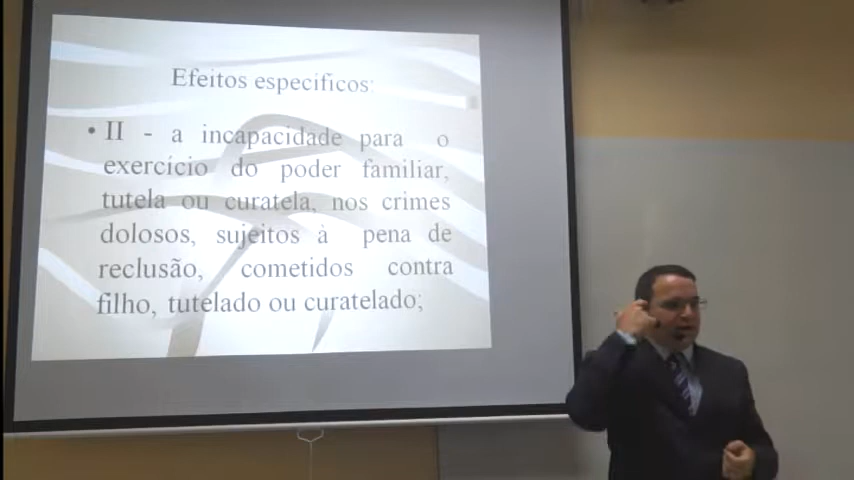 Efeitos especificos:
• II - a incapacidade para o
exercício do poder familiar,
tutela ou curatela, nos crimes
dolosos, sujeitos à pena de
reclusão, cometidos contra
filho, tutelado ou curatelado;